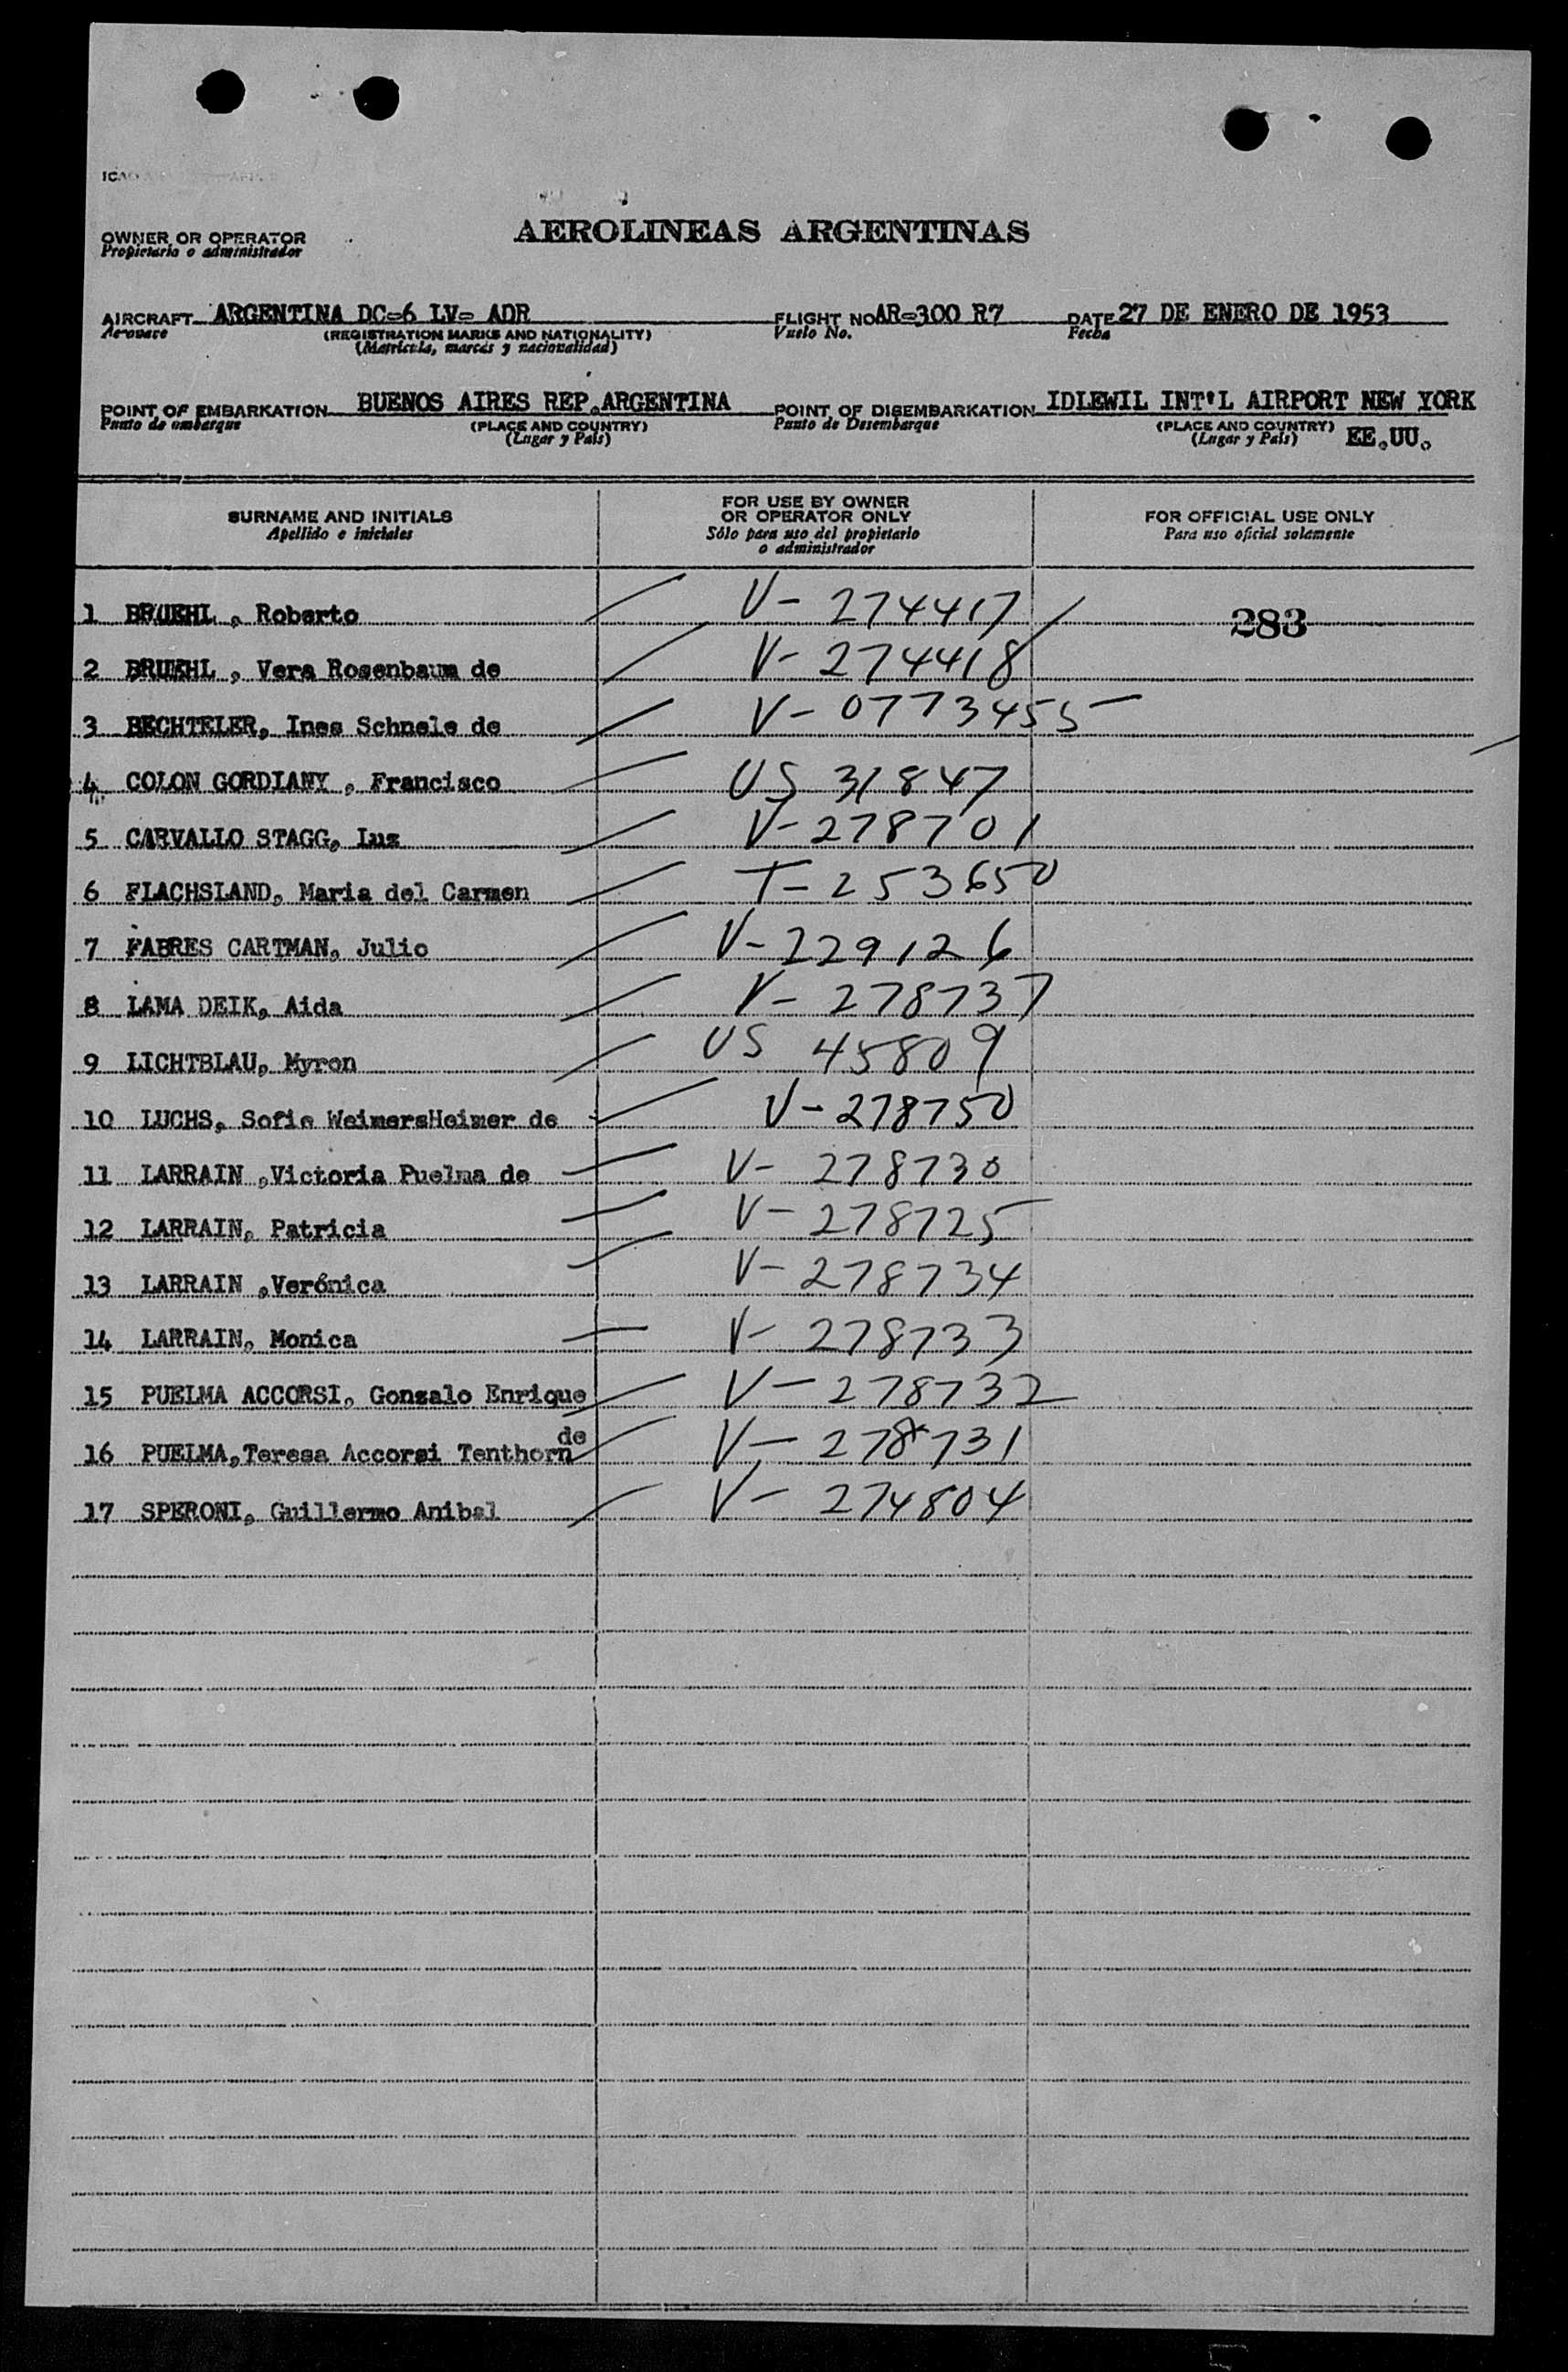 ICAO
AEROLINEAS ARGENTINAS
OWNER OR OPERATOR
Propietario o administrador
AIRCRAFT ARGENTINA DC=6 LV= ADR FLIGHT NO AR=300 R7 DATE 27 DE ENERO DE 1953
Aeronave (REGISTRATION MARKS AND NATIONALITY) Vuelo No. Fecha
(Matrícula, marcas y nacionalidad)
POINT OF EMBARKATION BUENOS AIRES REP.ARGENTINA POINT OF DISEMBARKATION IDLEWIL INT'L AIRPORT NEW YORK
Punto de embarque (PLACE AND COUNTRY) Punto de Desembarque (PLACE AND COUNTRY) EE.UU.
(Lugar y País) (Lugar y País)
SURNAME AND INITIALS FOR USE BY OWNER OR OPERATOR ONLY FOR OFFICIAL USE ONLY
Apellido e iniciales Sólo para uso del propietario o administrador Para uso oficial solamente
1 BRUEHL , Roberto V- 274417 283
2 BRUEHL , Vera Rosenbaum de V- 274418
3 BECHTELER, Ines Schnele de V- 0773455
4 COLON GORDIANY , Francisco US 31847
5 CARVALLO STAGG, Luz V-278701
6 FLACHSLAND, Maria del Carmen T-253650
7 FABRES CARTMAN, Julio V-229126
8 LAMA DEIK, Aida V- 278737
9 LICHTBLAU, Myron US 45809
10 LUCHS, Sofie WeimersHeimer de V-278750
11 LARRAIN ,Victoria Puelma de V- 278730
12 LARRAIN, Patricia V- 278725
13 LARRAIN ,Verónica V- 278734
14 LARRAIN, Monica V- 278733
15 PUELMA ACCORSI, Gonzalo Enrique V-278732
16 PUELMA,Teresa Accorsi Tenthorn de V-278731
17 SPERONI, Guillermo Anibal V- 274804